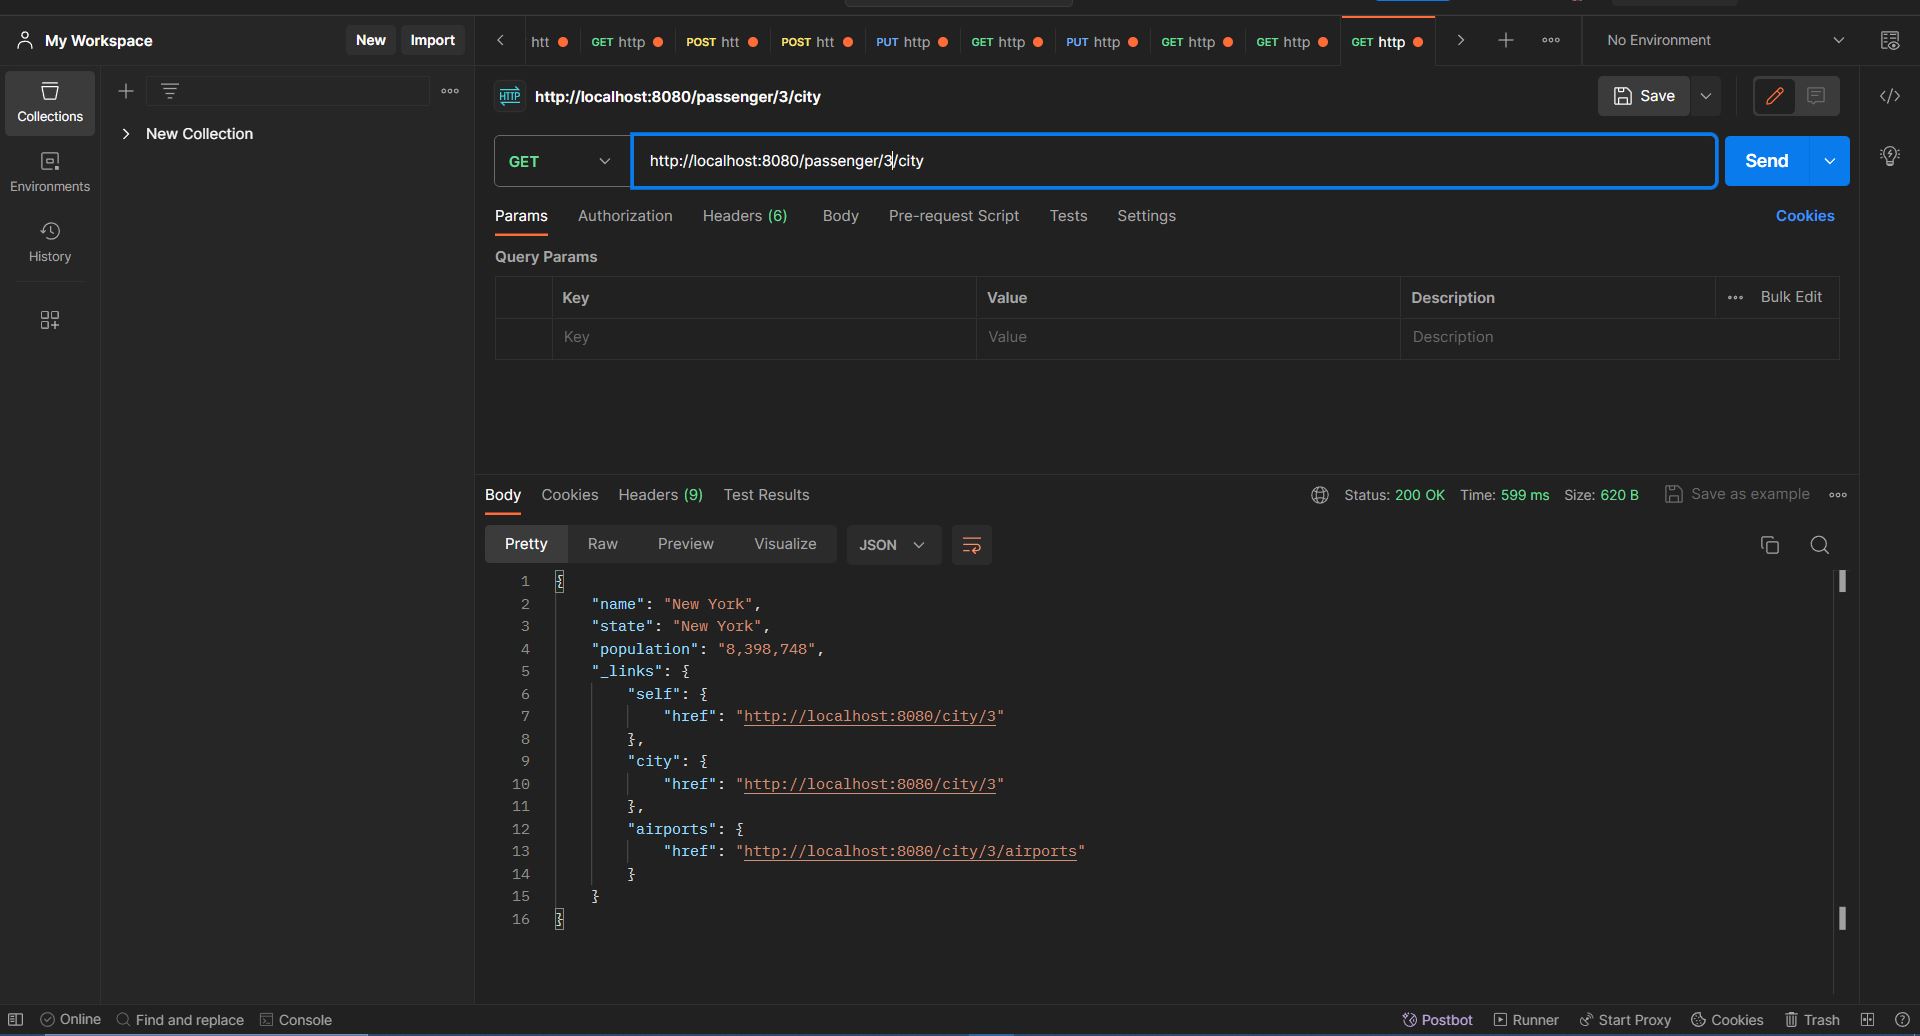 My Workspace
New
Import
htt
GET http
POST htt
POST htt
PUT http
GET http
PUT http
GET http
GET http
GET http
No Environment
Collections
Environments
History
New Collection
HTTP
http://localhost:8080/passenger/3/city
Save
GET
http://localhost:8080/passenger/3/city
Send
Params
Authorization
Headers (6)
Body
Pre-request Script
Tests
Settings
Cookies
Query Params
Key
Value
Description
Bulk Edit
Key
Value
Description
Body
Cookies
Headers (9)
Test Results
Status: 200 OK
Time: 599 ms
Size: 620 B
Save as example
Pretty
Raw
Preview
Visualize
JSON
1 {
2 "name": "New York",
3 "state": "New York",
4 "population": "8,398,748",
5 "_links": {
6 "self": {
7 "href": "http://localhost:8080/city/3"
8 },
9 "city": {
10 "href": "http://localhost:8080/city/3"
11 },
12 "airports": {
13 "href": "http://localhost:8080/city/3/airports"
14 }
15 }
16 }
Online
Find and replace
Console
Postbot
Runner
Start Proxy
Cookies
Trash